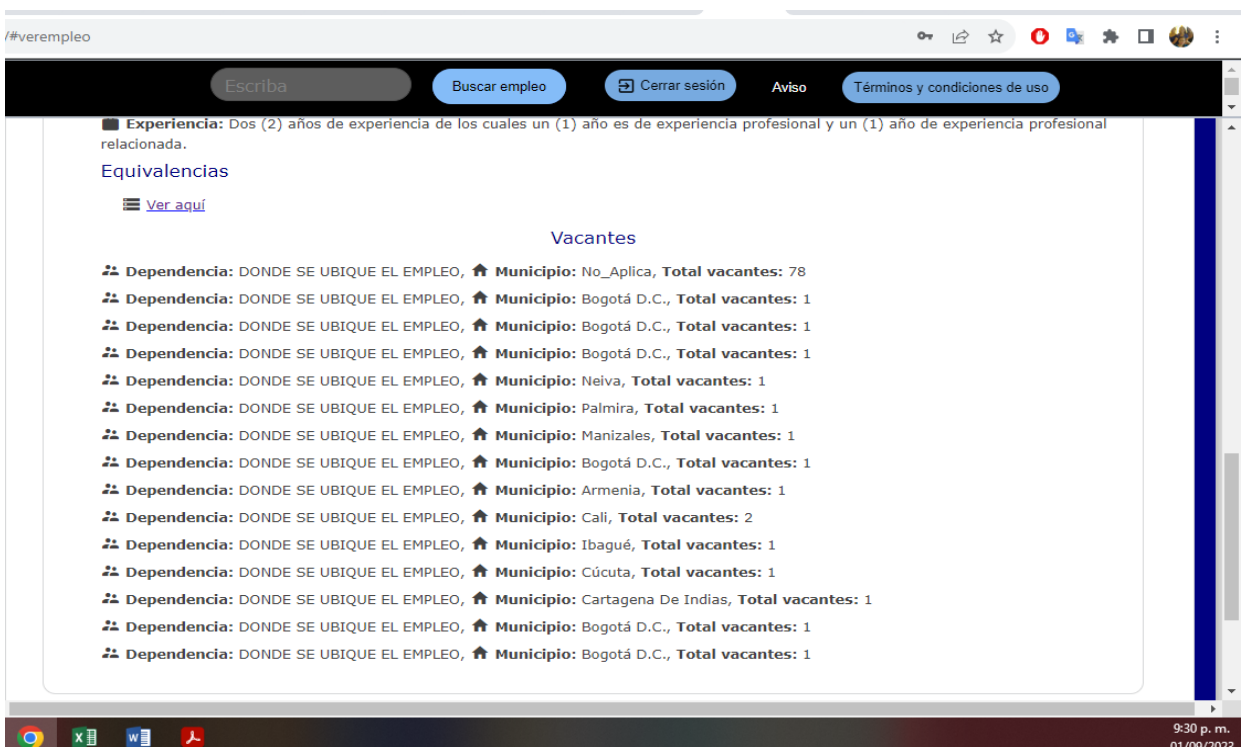 /#verempleo
Escriba
Buscar empleo
Cerrar sesión
Aviso
Términos y condiciones de uso
Experiencia: Dos (2) años de experiencia de los cuales un (1) año es de experiencia profesional y un (1) año de experiencia profesional
relacionada.
Equivalencias
Ver aquí
Vacantes
Dependencia: DONDE SE UBIQUE EL EMPLEO, Municipio: No_Aplica, Total vacantes: 78
Dependencia: DONDE SE UBIQUE EL EMPLEO, Municipio: Bogotá D.C., Total vacantes: 1
Dependencia: DONDE SE UBIQUE EL EMPLEO, Municipio: Bogotá D.C., Total vacantes: 1
Dependencia: DONDE SE UBIQUE EL EMPLEO, Municipio: Bogotá D.C., Total vacantes: 1
Dependencia: DONDE SE UBIQUE EL EMPLEO, Municipio: Neiva, Total vacantes: 1
Dependencia: DONDE SE UBIQUE EL EMPLEO, Municipio: Palmira, Total vacantes: 1
Dependencia: DONDE SE UBIQUE EL EMPLEO, Municipio: Manizales, Total vacantes: 1
Dependencia: DONDE SE UBIQUE EL EMPLEO, Municipio: Bogotá D.C., Total vacantes: 1
Dependencia: DONDE SE UBIQUE EL EMPLEO, Municipio: Armenia, Total vacantes: 1
Dependencia: DONDE SE UBIQUE EL EMPLEO, Municipio: Cali, Total vacantes: 2
Dependencia: DONDE SE UBIQUE EL EMPLEO, Municipio: Ibagué, Total vacantes: 1
Dependencia: DONDE SE UBIQUE EL EMPLEO, Municipio: Cúcuta, Total vacantes: 1
Dependencia: DONDE SE UBIQUE EL EMPLEO, Municipio: Cartagena De Indias, Total vacantes: 1
Dependencia: DONDE SE UBIQUE EL EMPLEO, Municipio: Bogotá D.C., Total vacantes: 1
Dependencia: DONDE SE UBIQUE EL EMPLEO, Municipio: Bogotá D.C., Total vacantes: 1
9:30 p. m.